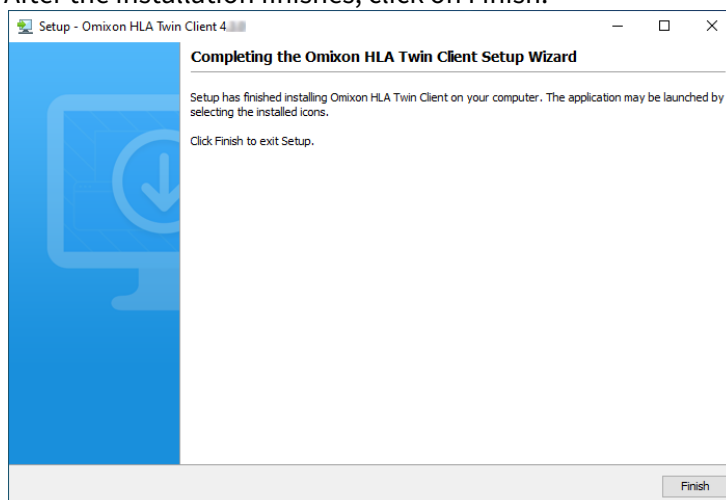 After the installation finishes, click on Finish.
Setup - Omixon HLA Twin Client 4.
Completing the Omixon HLA Twin Client Setup Wizard
Setup has finished installing Omixon HLA Twin Client on your computer. The application may be launched by
selecting the installed icons.
Click Finish to exit Setup.
Finish